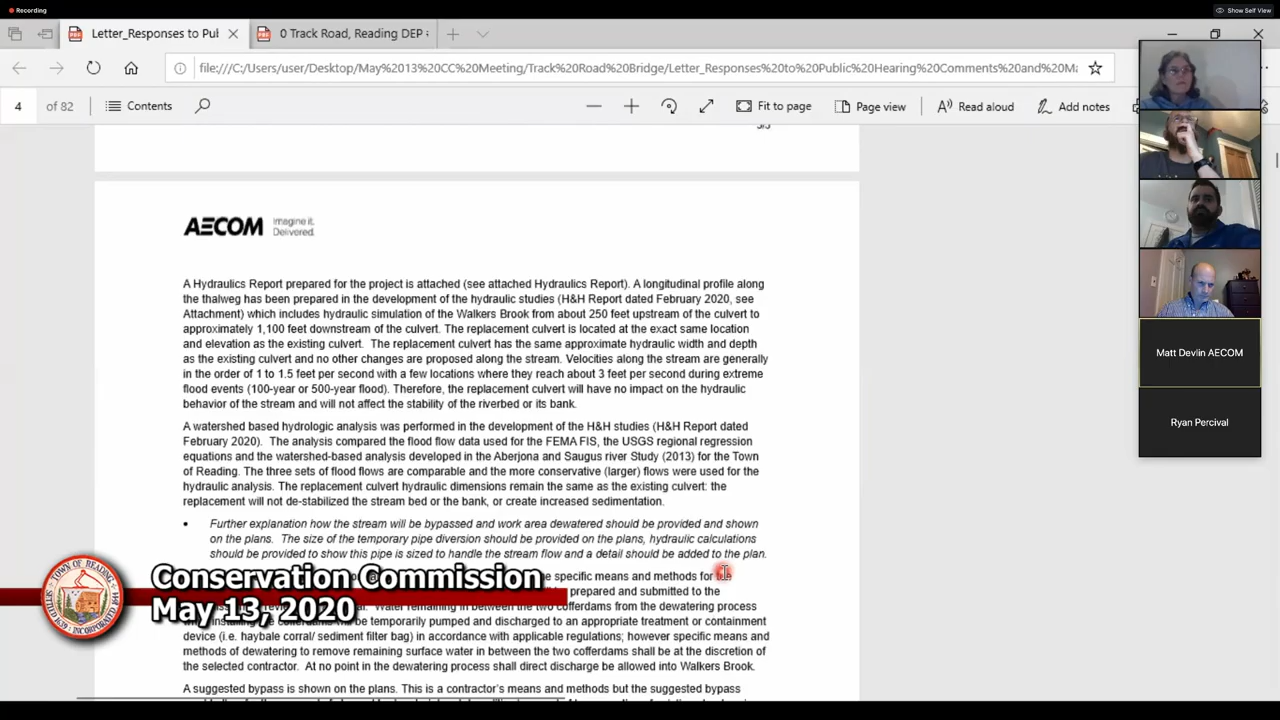 Recording
Show Self View
Letter_Responses to Pub
0 Track Road, Reading DEP
file:///C:/Users/user/Desktop/May%2013%20CC%20Meeting/Track%20Road%20Bridge/Letter_Responses%20to%20Public%20Hearing%20Comments%20and%20Ma
4 of 82
Contents
Fit to page
Page view
Read aloud
Add notes
3/3
AECOM Imagine it.
Delivered.
A Hydraulics Report prepared for the project is attached (see attached Hydraulics Report). A longitudinal profile along
the thalweg has been prepared in the development of the hydraulic studies (H&H Report dated February 2020, see
Attachment) which includes hydraulic simulation of the Walkers Brook from about 250 feet upstream of the culvert to
approximately 1,100 feet downstream of the culvert. The replacement culvert is located at the exact same location
and elevation as the existing culvert. The replacement culvert has the same approximate hydraulic width and depth
as the existing culvert and no other changes are proposed along the stream. Velocities along the stream are generally
in the order of 1 to 1.5 feet per second with a few locations where they reach about 3 feet per second during extreme
flood events (100-year or 500-year flood). Therefore, the replacement culvert will have no impact on the hydraulic
behavior of the stream and will not affect the stability of the riverbed or its bank.
A watershed based hydrologic analysis was performed in the development of the H&H studies (H&H Report dated
February 2020). The analysis compared the flood flow data used for the FEMA FIS, the USGS regional regression
equations and the watershed-based analysis developed in the Aberjona and Saugus river Study (2013) for the Town
of Reading. The three sets of flood flows are comparable and the more conservative (larger) flows were used for the
hydraulic analysis. The replacement culvert hydraulic dimensions remain the same as the existing culvert: the
replacement will not de-stabilize the stream bed or the bank, or create increased sedimentation.
• Further explanation how the stream will be bypassed and work area dewatered should be provided and shown
on the plans. The size of the temporary pipe diversion should be provided on the plans, hydraulic calculations
should be provided to show this pipe is sized to handle the stream flow and a detail should be added to the plan.
specific means and methods for the
prepared and submitted to the
Water remaining in between the two cofferdams from the dewatering process
will be temporarily pumped and discharged to an appropriate treatment or containment
device (i.e. haybale corral/ sediment filter bag) in accordance with applicable regulations; however specific means and
methods of dewatering to remove remaining surface water in between the two cofferdams shall be at the discretion of
the selected contractor. At no point in the dewatering process shall direct discharge be allowed into Walkers Brook.
A suggested bypass is shown on the plans. This is a contractor's means and methods but the suggested bypass
Conservation Commission
May 13, 2020
TOWN OF READING
Matt Devlin AECOM
Ryan Percival